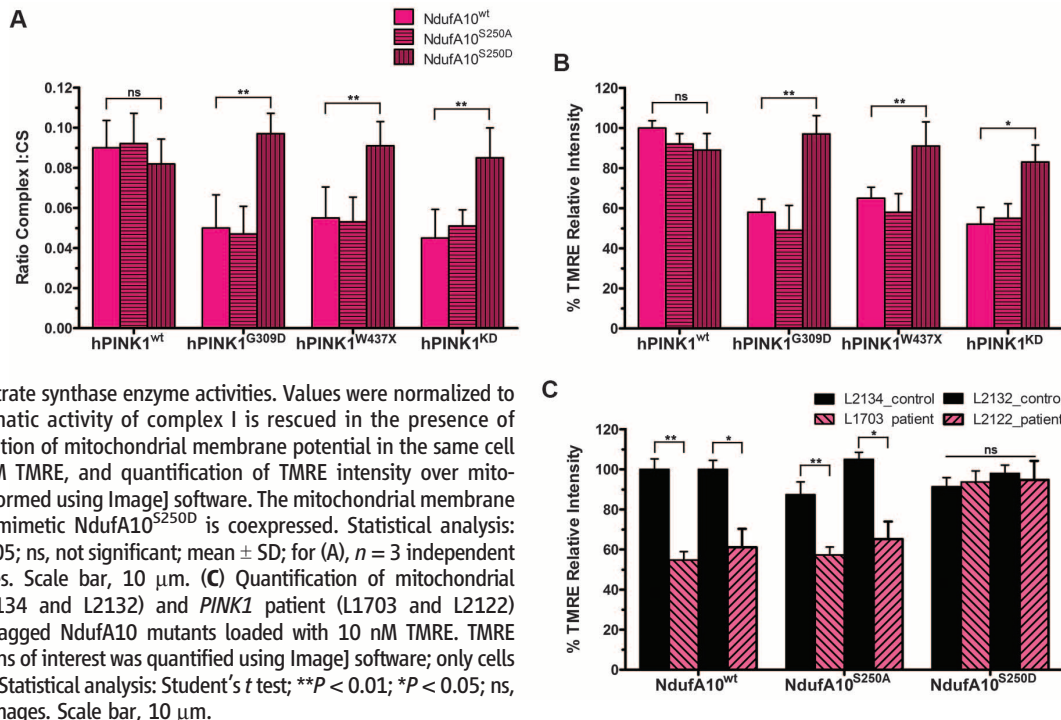 A
NdufA10wt
NdufA10S250A
NdufA10S250D
0.12
0.10
0.08
0.06
0.04
0.02
0.00
Ratio Complex I:CS
ns
**
**
**
hPINK1wt
hPINK1G309D
hPINK1W437X
hPINK1KD
B
120
100
80
60
40
20
0
% TMRE Relative Intensity
ns
**
**
*
hPINK1wt
hPINK1G309D
hPINK1W437X
hPINK1KD
trate synthase enzyme activities. Values were normalized to
matic activity of complex I is rescued in the presence of
tion of mitochondrial membrane potential in the same cell
M TMRE, and quantification of TMRE intensity over mito-
ormed using ImageJ software. The mitochondrial membrane
mimetic NdufA10S250D is coexpressed. Statistical analysis:
05; ns, not significant; mean ± SD; for (A), n = 3 independent
es. Scale bar, 10 μm. (C) Quantification of mitochondrial
134 and L2132) and PINK1 patient (L1703 and L2122)
agged NdufA10 mutants loaded with 10 nM TMRE. TMRE
ns of interest was quantified using ImageJ software; only cells
Statistical analysis: Student's t test; **P < 0.01; *P < 0.05; ns,
mages. Scale bar, 10 μm.
C
L2134_control
L2132_control
L1703_patient
L2122_patient
120
100
80
60
40
20
0
% TMRE Relative Intensity
**
*
**
*
ns
NdufA10wt
NdufA10S250A
NdufA10S250D